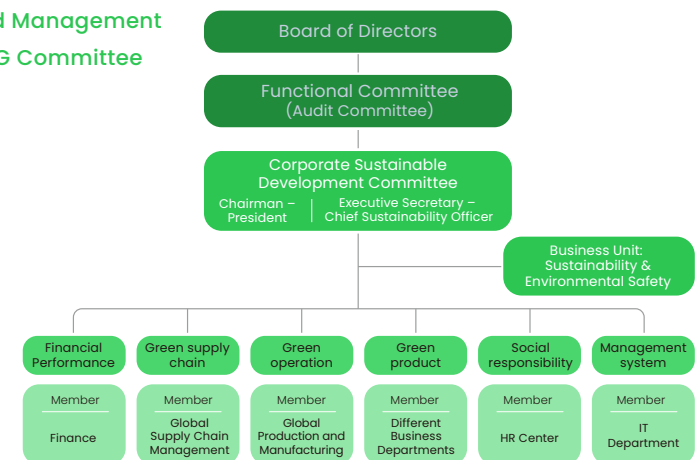 Management
Committee
Board of Directors
Functional Committee
(Audit Committee)
Corporate Sustainable
Development Committee
Chairman –
President
Executive Secretary –
Chief Sustainability Officer
Business Unit:
Sustainability &
Environmental Safety
Financial
Performance
Green supply
chain
Green
operation
Green
product
Social
responsibility
Management
system
Member
Finance
Member
Global
Supply Chain
Management
Member
Global
Production and
Manufacturing
Member
Different
Business
Departments
Member
HR Center
Member
IT
Department